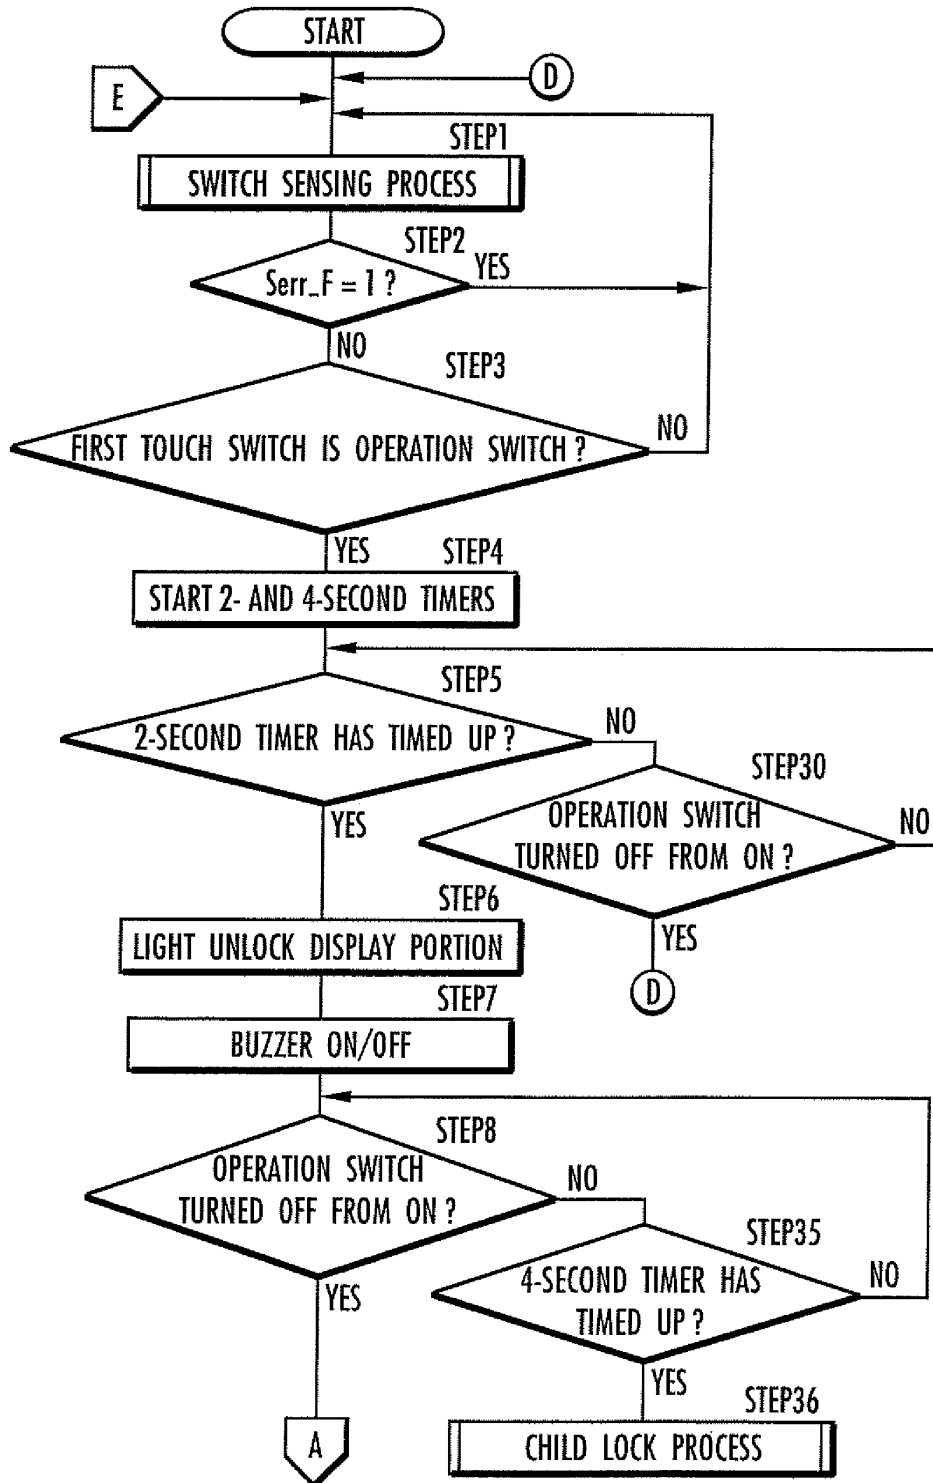 START
D
E
STEP1
SWITCH SENSING PROCESS
STEP2
Serr_F = 1 ?
YES
NO
STEP3
FIRST TOUCH SWITCH IS OPERATION SWITCH ?
NO
YES
STEP4
START 2- AND 4-SECOND TIMERS
STEP5
2-SECOND TIMER HAS TIMED UP ?
NO
YES
STEP30
OPERATION SWITCH
TURNED OFF FROM ON ?
NO
YES
D
STEP6
LIGHT UNLOCK DISPLAY PORTION
STEP7
BUZZER ON/OFF
STEP8
OPERATION SWITCH
TURNED OFF FROM ON ?
NO
YES
STEP35
4-SECOND TIMER HAS
TIMED UP ?
NO
YES
STEP36
CHILD LOCK PROCESS
A